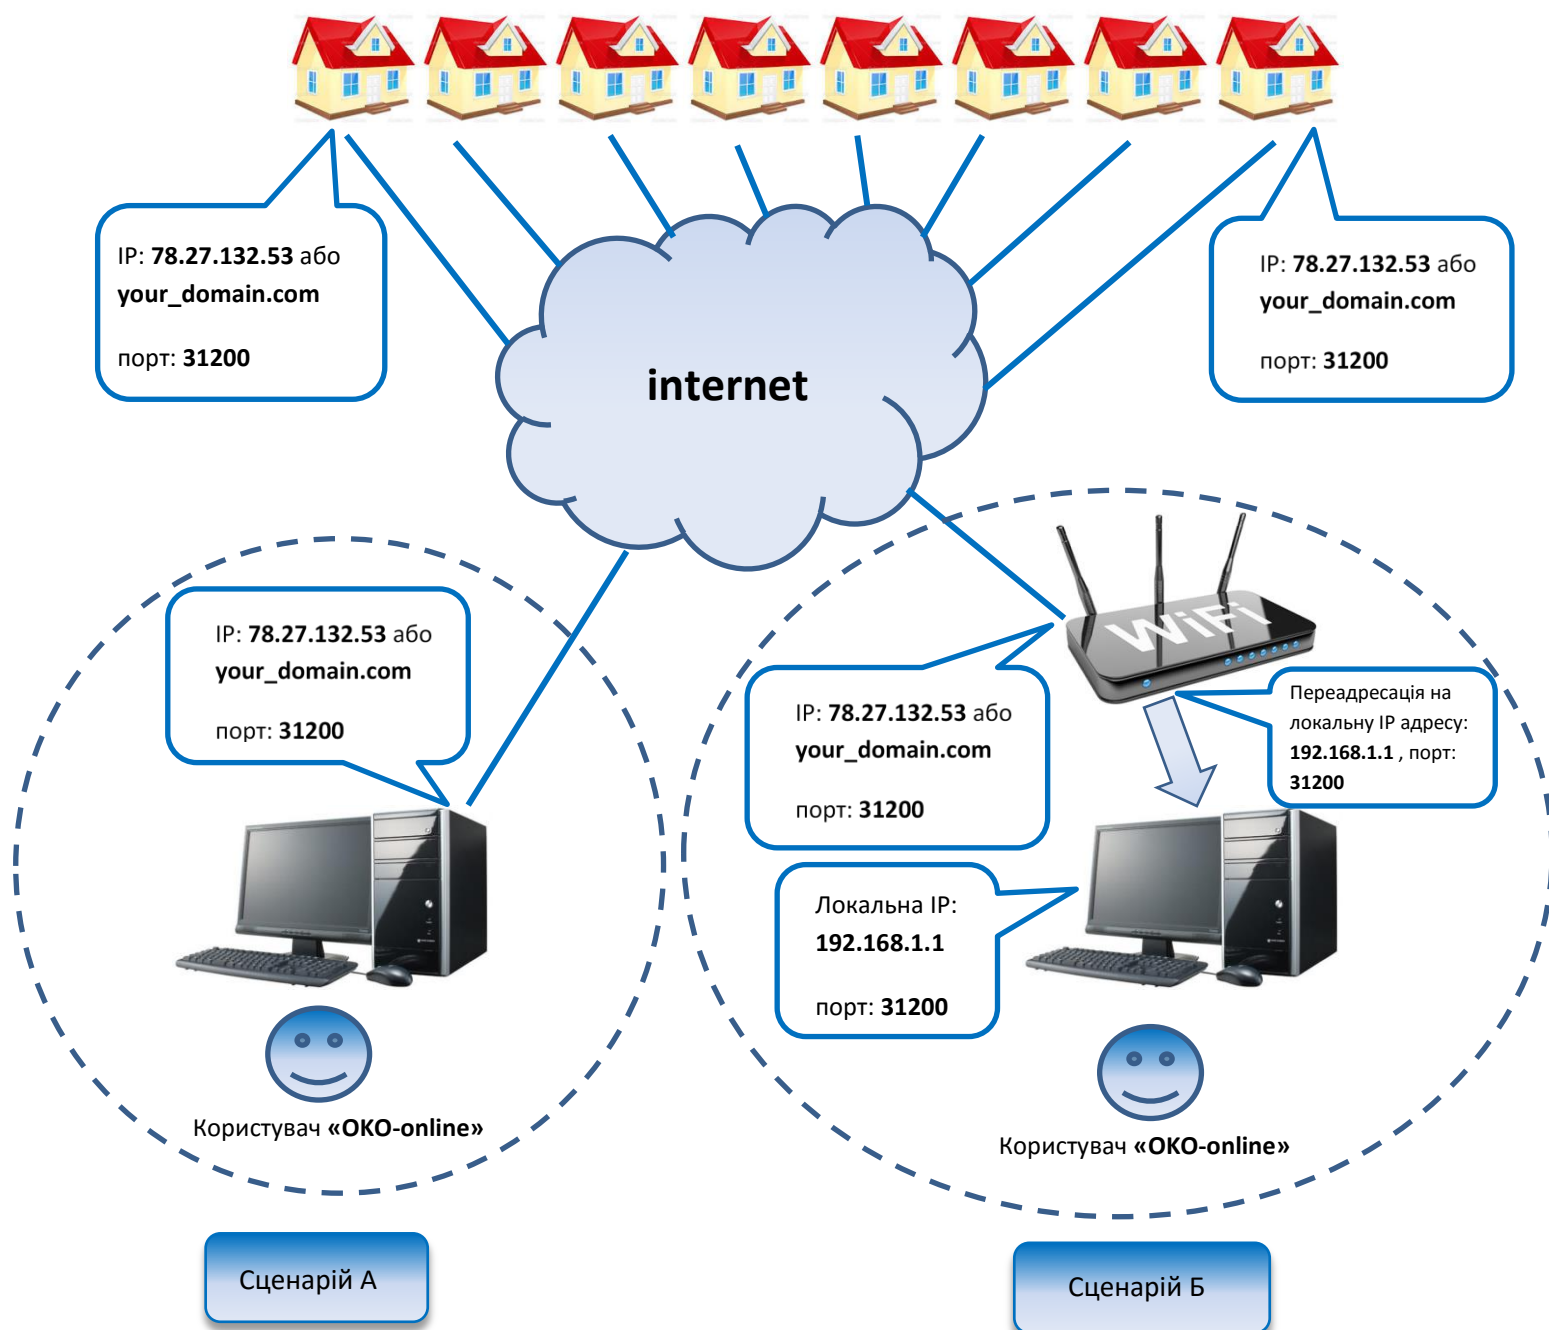 IP: 78.27.132.53 або
your_domain.com
порт: 31200
IP: 78.27.132.53 або
your_domain.com
порт: 31200
internet
IP: 78.27.132.53 або
your_domain.com
порт: 31200
WiFi
IP: 78.27.132.53 або
your_domain.com
порт: 31200
Переадресація на
локальну IP адресу:
192.168.1.1 , порт:
31200
Локальна IP:
192.168.1.1
порт: 31200
Користувач «ОКО-online»
Користувач «ОКО-online»
Сценарій А
Сценарій Б